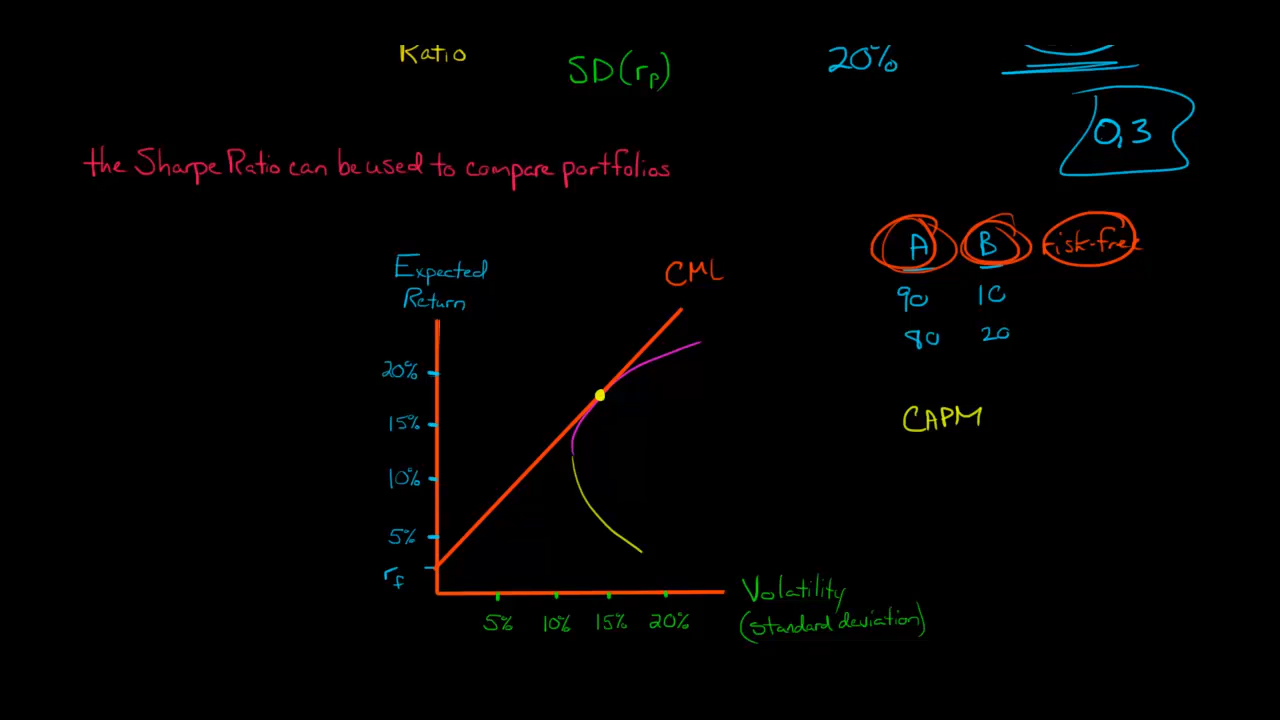 Ratio
SD(rp)
20%
0,3
the Sharpe Ratio can be used to compare portfolios
A B risk-free
90 10
80 20
CAPM
Expected
Return
CML
20%
15%
10%
5%
rf
5% 10% 15% 20%
Volatility
(standard deviation)